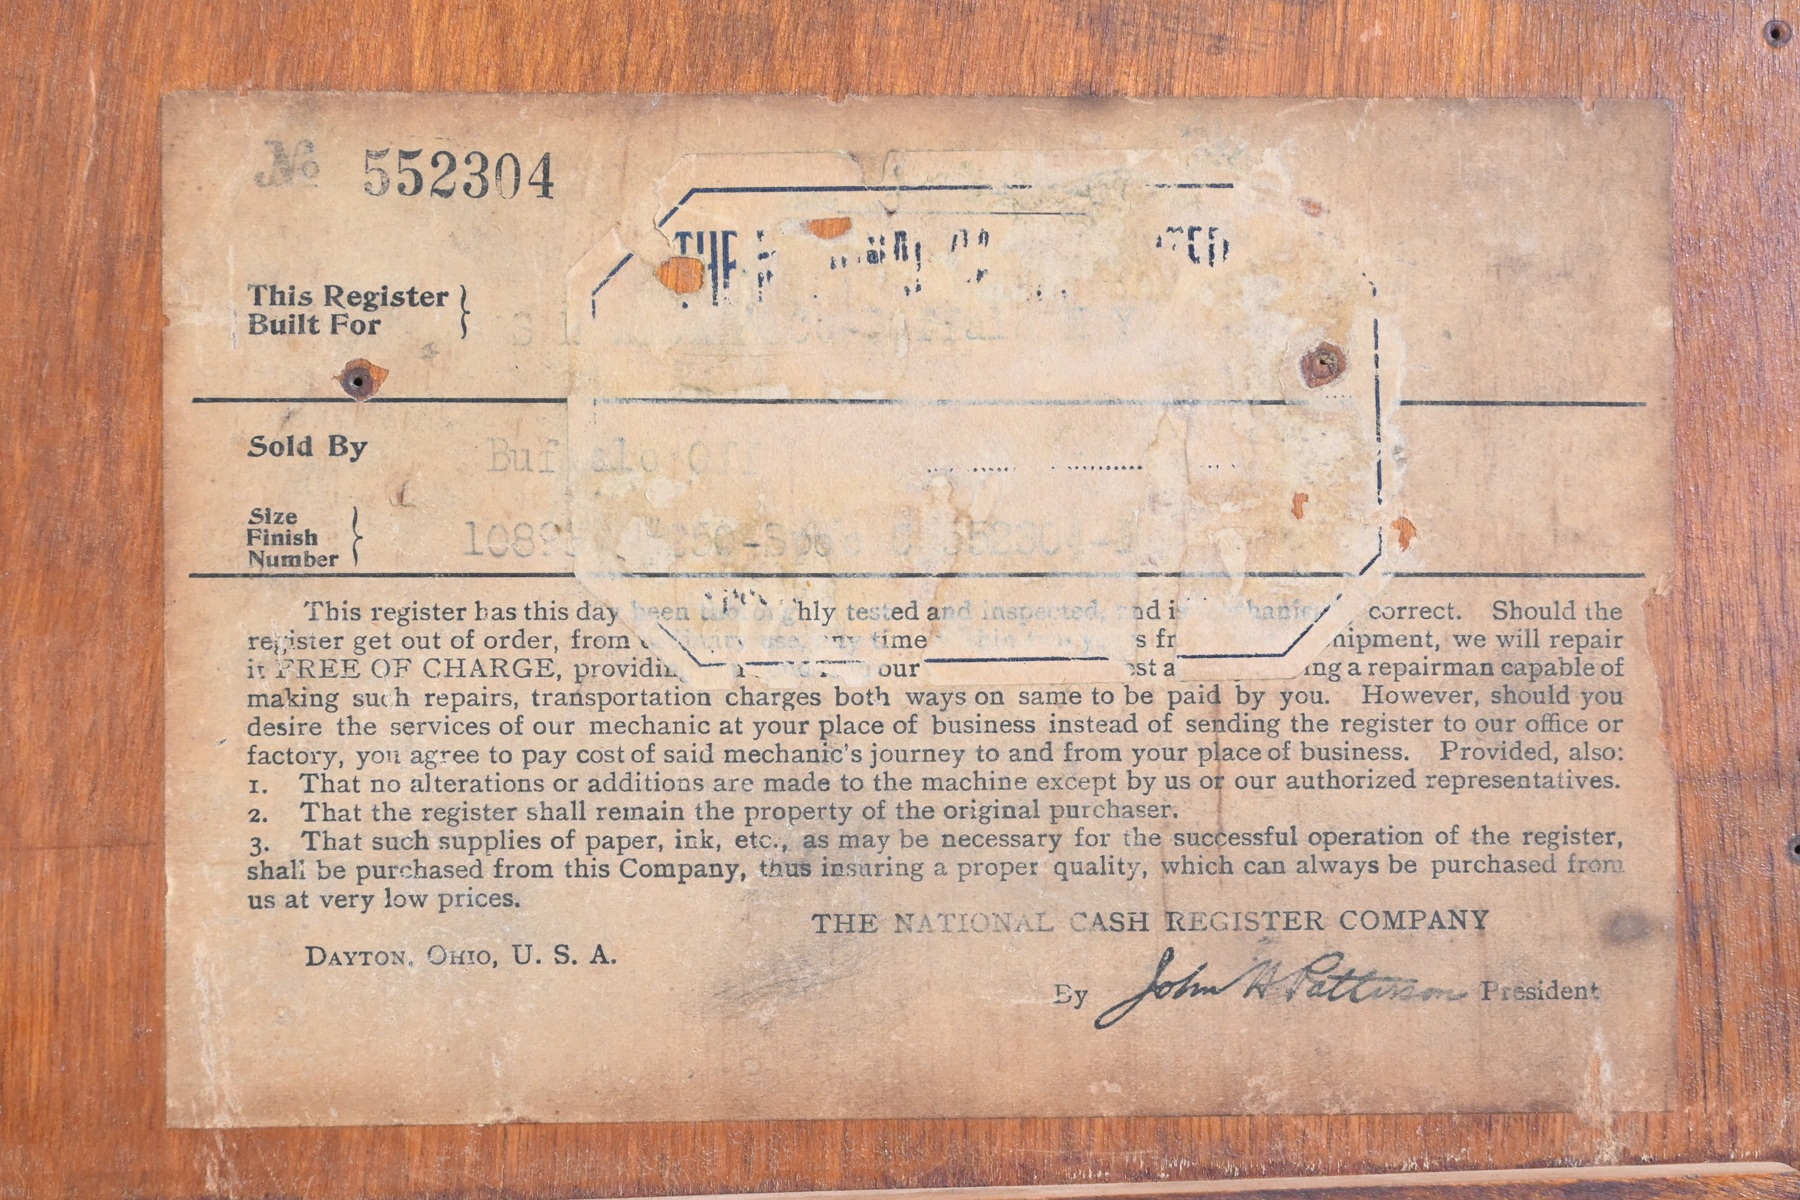 № 552304
THE
This Register
Built For
Sold By
Buffalo
Size
Finish
Number
This register has this day been thoroughly tested and inspected, and is correct. Should the
register get out of order, from ordinary use, any time within two years from shipment, we will repair
it FREE OF CHARGE, providing our a repairman capable of
making such repairs, transportation charges both ways on same to be paid by you. However, should you
desire the services of our mechanic at your place of business instead of sending the register to our office or
factory, you agree to pay cost of said mechanic's journey to and from your place of business. Provided, also:
1. That no alterations or additions are made to the machine except by us or our authorized representatives.
2. That the register shall remain the property of the original purchaser.
3. That such supplies of paper, ink, etc., as may be necessary for the successful operation of the register,
shall be purchased from this Company, thus insuring a proper quality, which can always be purchased from
us at very low prices.
THE NATIONAL CASH REGISTER COMPANY
DAYTON, OHIO, U. S. A.
By John H Patterson President